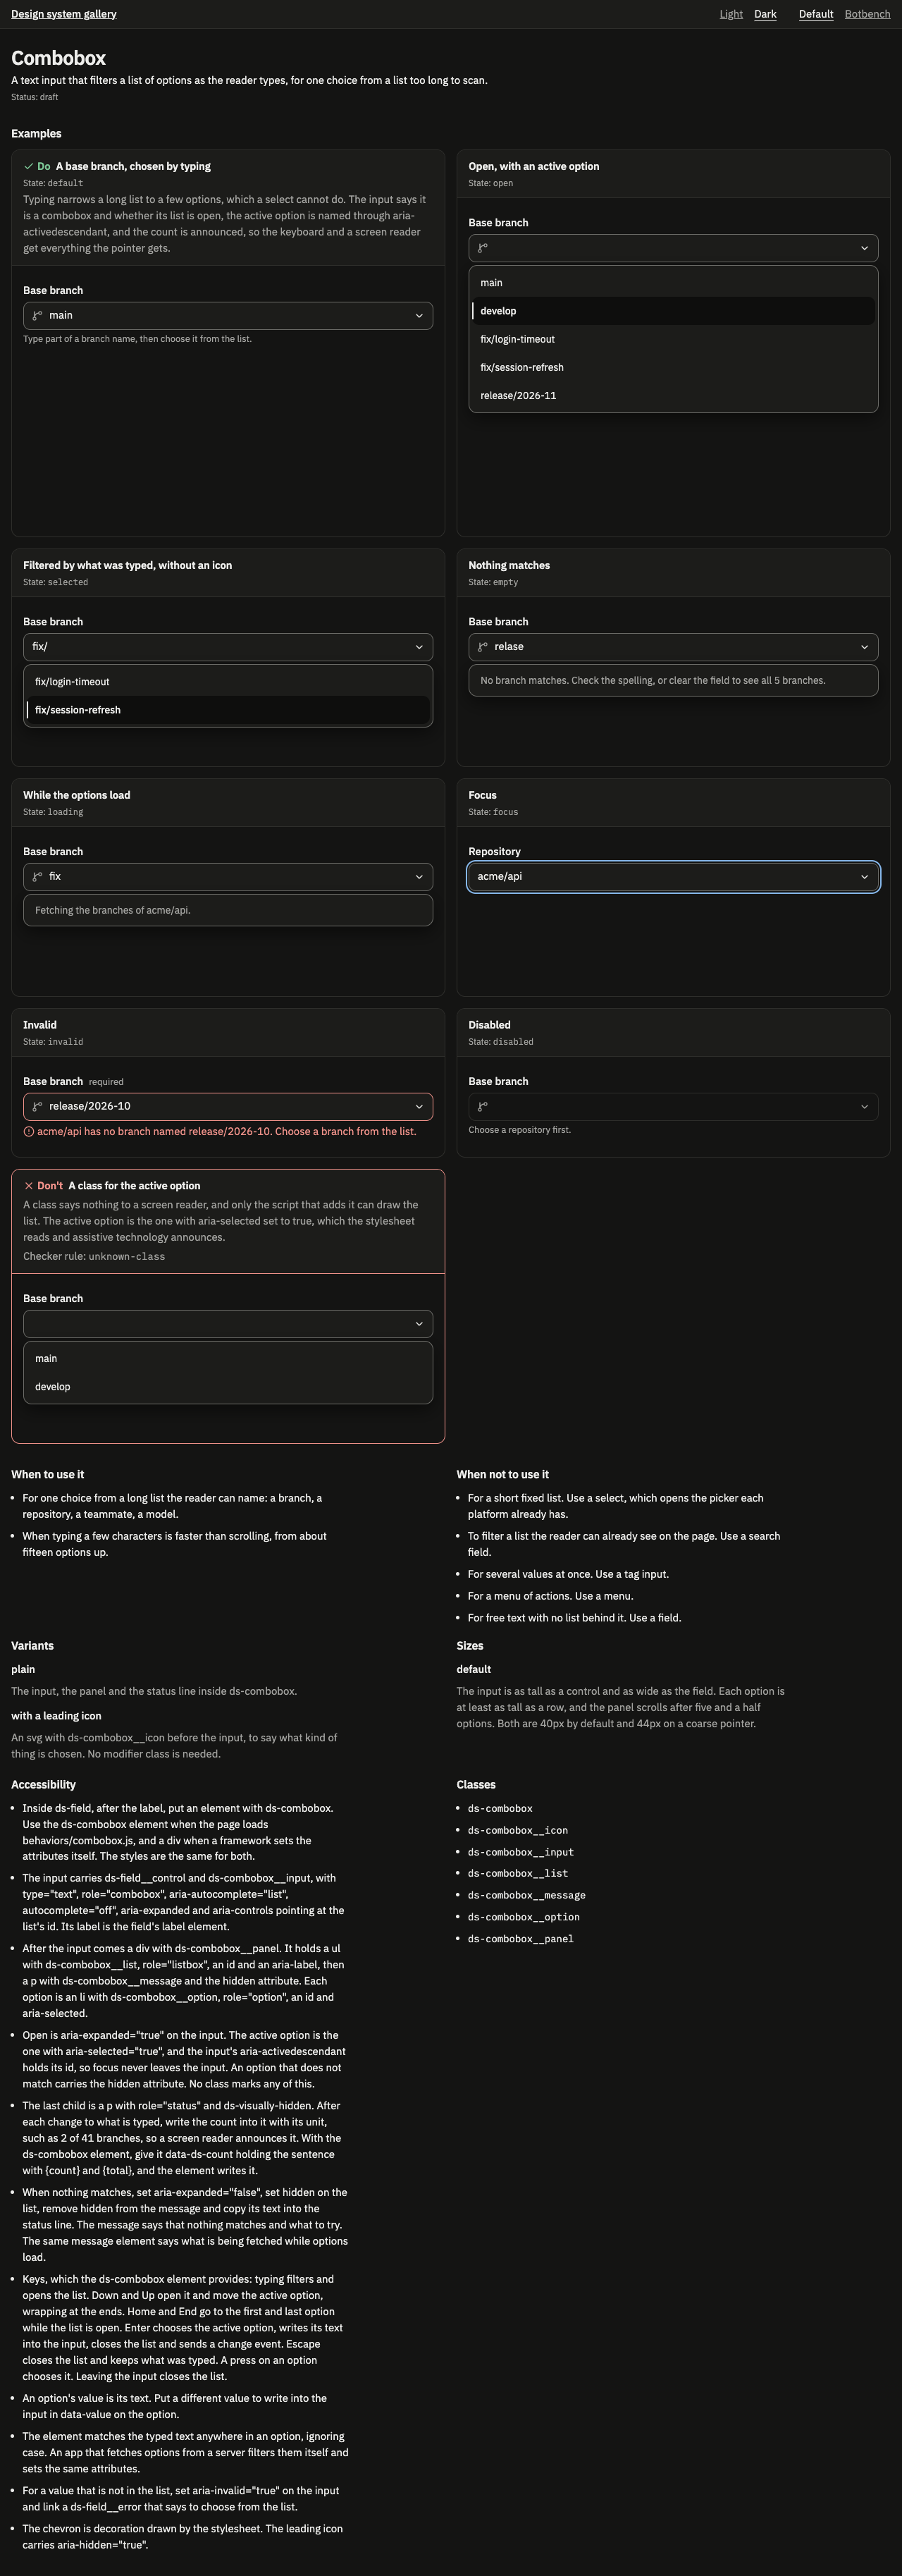 Design system gallery
Light Dark Default Botbench
Combobox
A text input that filters a list of options as the reader types, for one choice from a list too long to scan.
Status: draft
Examples
Do A base branch, chosen by typing
State: default
Typing narrows a long list to a few options, which a select cannot do. The input says it
is a combobox and whether its list is open, the active option is named through aria-
activedescendant, and the count is announced, so the keyboard and a screen reader
get everything the pointer gets.
Base branch
main
Type part of a branch name, then choose it from the list.
Open, with an active option
State: open
Base branch
main
develop
fix/login-timeout
fix/session-refresh
release/2026-11
Filtered by what was typed, without an icon
State: selected
Base branch
fix/
fix/login-timeout
fix/session-refresh
Nothing matches
State: empty
Base branch
relase
No branch matches. Check the spelling, or clear the field to see all 5 branches.
While the options load
State: loading
Base branch
fix
Fetching the branches of acme/api.
Focus
State: focus
Repository
acme/api
Invalid
State: invalid
Base branch required
release/2026-10
acme/api has no branch named release/2026-10. Choose a branch from the list.
Disabled
State: disabled
Base branch
Choose a repository first.
Don't A class for the active option
A class says nothing to a screen reader, and only the script that adds it can draw the
list. The active option is the one with aria-selected set to true, which the stylesheet
reads and assistive technology announces.
Checker rule: unknown-class
Base branch
main
develop
When to use it
• For one choice from a long list the reader can name: a branch, a
repository, a teammate, a model.
• When typing a few characters is faster than scrolling, from about
fifteen options up.
When not to use it
• For a short fixed list. Use a select, which opens the picker each
platform already has.
• To filter a list the reader can already see on the page. Use a search
field.
• For several values at once. Use a tag input.
• For a menu of actions. Use a menu.
• For free text with no list behind it. Use a field.
Variants
plain
The input, the panel and the status line inside ds-combobox.
with a leading icon
An svg with ds-combobox__icon before the input, to say what kind of
thing is chosen. No modifier class is needed.
Sizes
default
The input is as tall as a control and as wide as the field. Each option is
at least as tall as a row, and the panel scrolls after five and a half
options. Both are 40px by default and 44px on a coarse pointer.
Accessibility
• Inside ds-field, after the label, put an element with ds-combobox.
Use the ds-combobox element when the page loads
behaviors/combobox.js, and a div when a framework sets the
attributes itself. The styles are the same for both.
• The input carries ds-field__control and ds-combobox__input, with
type="text", role="combobox", aria-autocomplete="list",
autocomplete="off", aria-expanded and aria-controls pointing at the
list's id. Its label is the field's label element.
• After the input comes a div with ds-combobox__panel. It holds a ul
with ds-combobox__list, role="listbox", an id and an aria-label, then
a p with ds-combobox__message and the hidden attribute. Each
option is an li with ds-combobox__option, role="option", an id and
aria-selected.
• Open is aria-expanded="true" on the input. The active option is the
one with aria-selected="true", and the input's aria-activedescendant
holds its id, so focus never leaves the input. An option that does not
match carries the hidden attribute. No class marks any of this.
• The last child is a p with role="status" and ds-visually-hidden. After
each change to what is typed, write the count into it with its unit,
such as 2 of 41 branches, so a screen reader announces it. With the
ds-combobox element, give it data-ds-count holding the sentence
with {count} and {total}, and the element writes it.
• When nothing matches, set aria-expanded="false", set hidden on the
list, remove hidden from the message and copy its text into the
status line. The message says that nothing matches and what to try.
The same message element says what is being fetched while options
load.
• Keys, which the ds-combobox element provides: typing filters and
opens the list. Down and Up open it and move the active option,
wrapping at the ends. Home and End go to the first and last option
while the list is open. Enter chooses the active option, writes its text
into the input, closes the list and sends a change event. Escape
closes the list and keeps what was typed. A press on an option
chooses it. Leaving the input closes the list.
• An option's value is its text. Put a different value to write into the
input in data-value on the option.
• The element matches the typed text anywhere in an option, ignoring
case. An app that fetches options from a server filters them itself and
sets the same attributes.
• For a value that is not in the list, set aria-invalid="true" on the input
and link a ds-field__error that says to choose from the list.
• The chevron is decoration drawn by the stylesheet. The leading icon
carries aria-hidden="true".
Classes
• ds-combobox
• ds-combobox__icon
• ds-combobox__input
• ds-combobox__list
• ds-combobox__message
• ds-combobox__option
• ds-combobox__panel